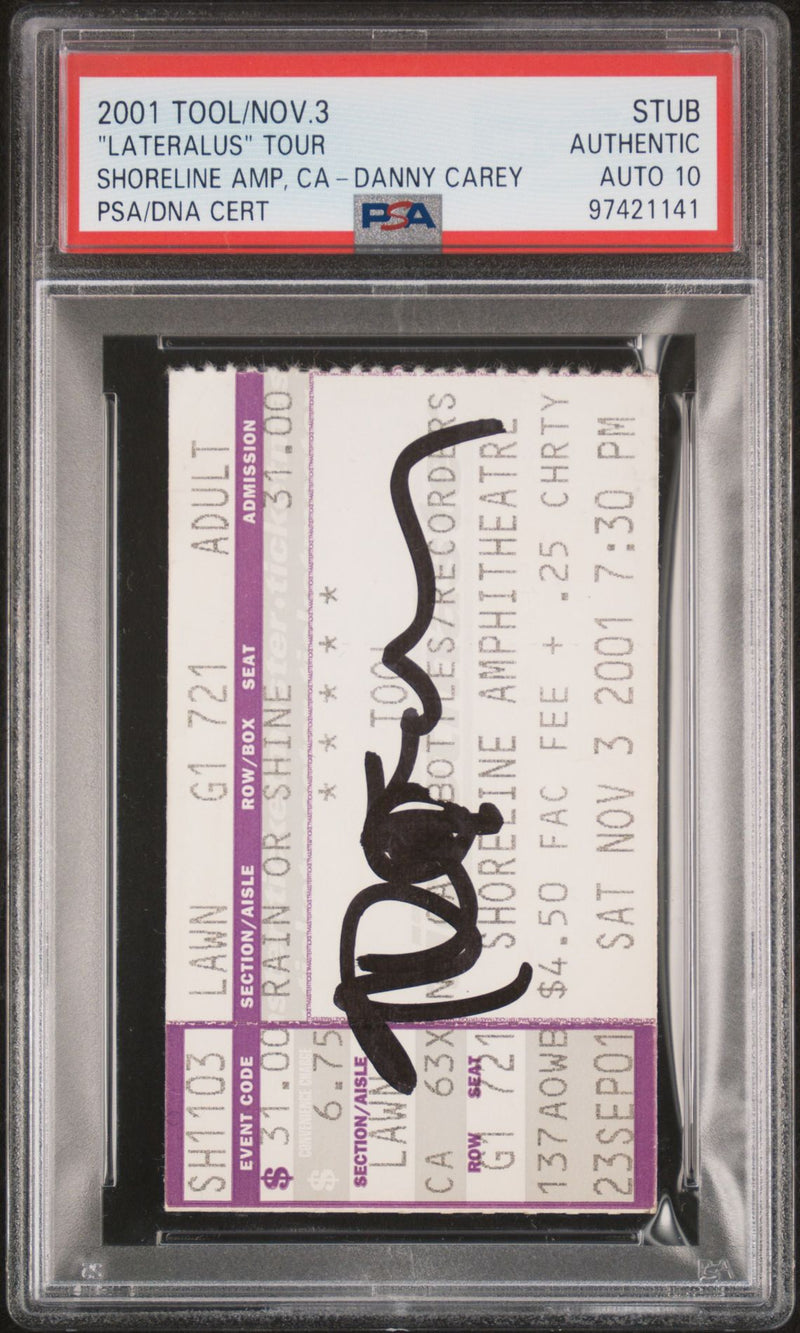 2001 TOOL/NOV.3 STUB
"LATERALUS" TOUR AUTHENTIC
SHORELINE AMP, CA - DANNY CAREY AUTO 10
PSA/DNA CERT 97421141
PSA
SH1103 LAWN G1 721 ADULT
EVENT CODE SECTION/AISLE ROW/BOX SEAT ADMISSION
$ 31.00 RAIN OR SHINE 31.00
CONVENIENCE CHARGE
$ 6.75 * * * * *
SECTION/AISLE
LAWN TOOL
CA 63X BOTTLES/RECORDERS
ROW SEAT
G1 721 SHORELINE AMPHITHEATRE
137AOWB $4.50 FAC FEE + .25 CHRTY
23SEP01 SAT NOV 3 2001 7:30 PM